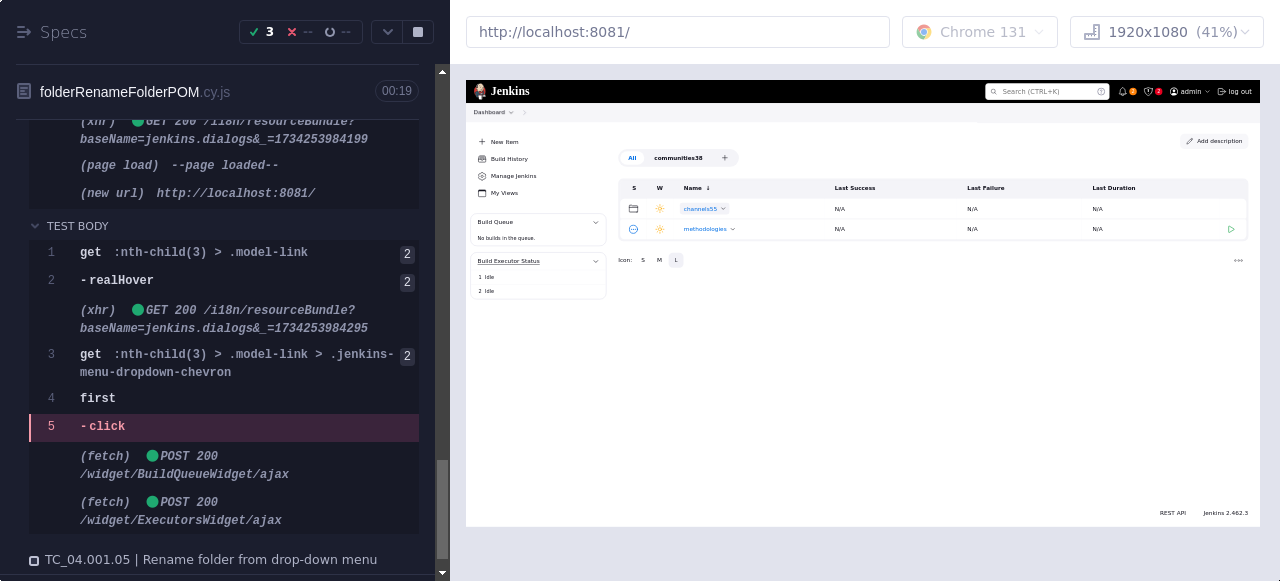 Specs
3
--
--
http://localhost:8081/
Chrome 131
1920x1080 (41%)
folderRenameFolderPOM.cy.js
00:19
(xhr) GET 200 /i18n/resourceBundle?
baseName=jenkins.dialogs&_=1734253984199
(page load) --page loaded--
(new url) http://localhost:8081/
TEST BODY
1 get :nth-child(3) > .model-link 2
2 -realHover 2
(xhr) GET 200 /i18n/resourceBundle?
baseName=jenkins.dialogs&_=1734253984295
3 get :nth-child(3) > .model-link > .jenkins- 2
menu-dropdown-chevron
4 first
5 -click
(fetch) POST 200
/widget/BuildQueueWidget/ajax
(fetch) POST 200
/widget/ExecutorsWidget/ajax
TC_04.001.05 | Rename folder from drop-down menu
Jenkins
Search (CTRL+K)
2
2
admin
log out
Dashboard
New Item
Build History
Manage Jenkins
My Views
Build Queue
No builds in the queue.
Build Executor Status
1 Idle
2 Idle
Add description
All communities38 +
S W Name ↓ Last Success Last Failure Last Duration
channels55 N/A N/A N/A
methodologies N/A N/A N/A
Icon: S M L
REST API Jenkins 2.462.3